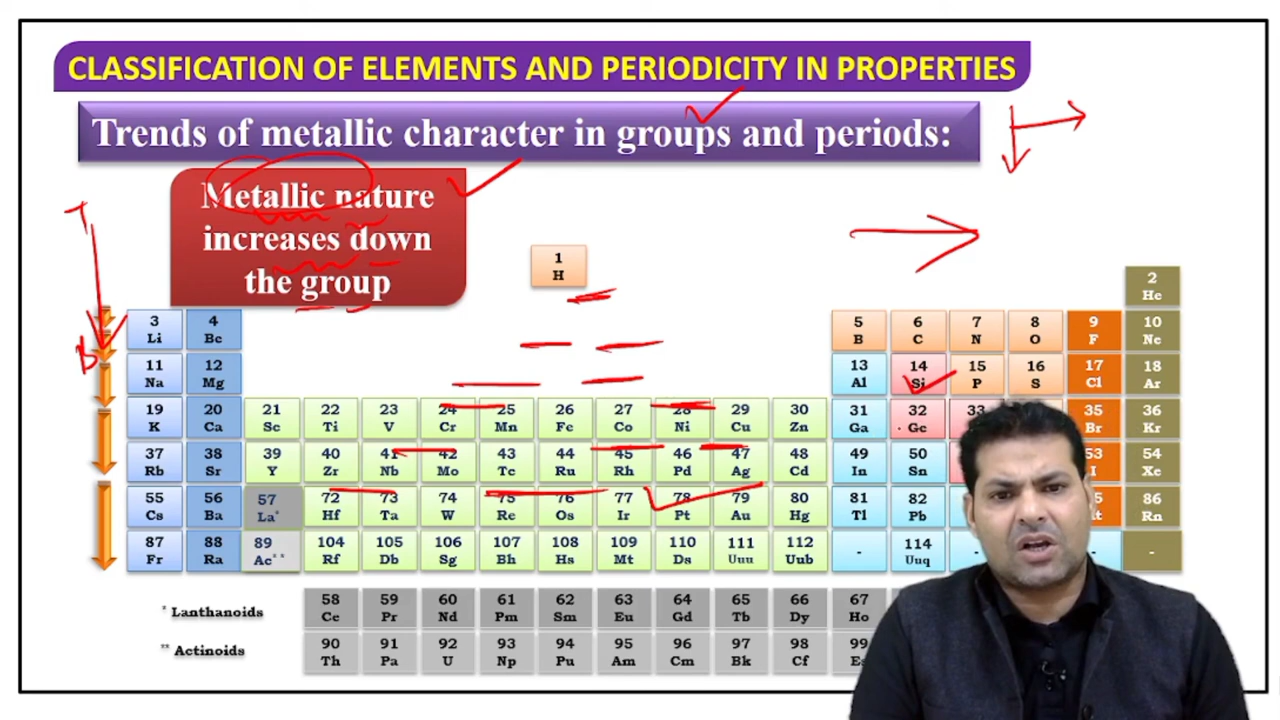 CLASSIFICATION OF ELEMENTS AND PERIODICITY IN PROPERTIES
Trends of metallic character in groups and periods:
Metallic nature
increases down
the group
T
B
1
H
2
He
3 4 5 6 7 8 9 10
Li Be B C N O F Ne
11 12 13 14 15 16 17 18
Na Mg Al Si P S Cl Ar
19 20 21 22 23 24 25 26 27 28 29 30 31 32 33 35 36
K Ca Sc Ti V Cr Mn Fe Co Ni Cu Zn Ga Ge Br Kr
37 38 39 40 41 42 43 44 45 46 47 48 49 50 53 54
Rb Sr Y Zr Nb Mo Tc Ru Rh Pd Ag Cd In Sn I Xe
55 56 57 72 73 74 75 76 77 78 79 80 81 82 86
Cs Ba La* Hf Ta W Re Os Ir Pt Au Hg Tl Pb Rn
87 88 89 104 105 106 107 108 109 110 111 112 - 114 - - -
Fr Ra Ac** Rf Db Sg Bh Hs Mt Ds Uuu Uub Uuq
* Lanthanoids
58 59 60 61 62 63 64 65 66 67
Ce Pr Nd Pm Sm Eu Gd Tb Dy Ho
** Actinoids
90 91 92 93 94 95 96 97 98 99
Th Pa U Np Pu Am Cm Bk Cf